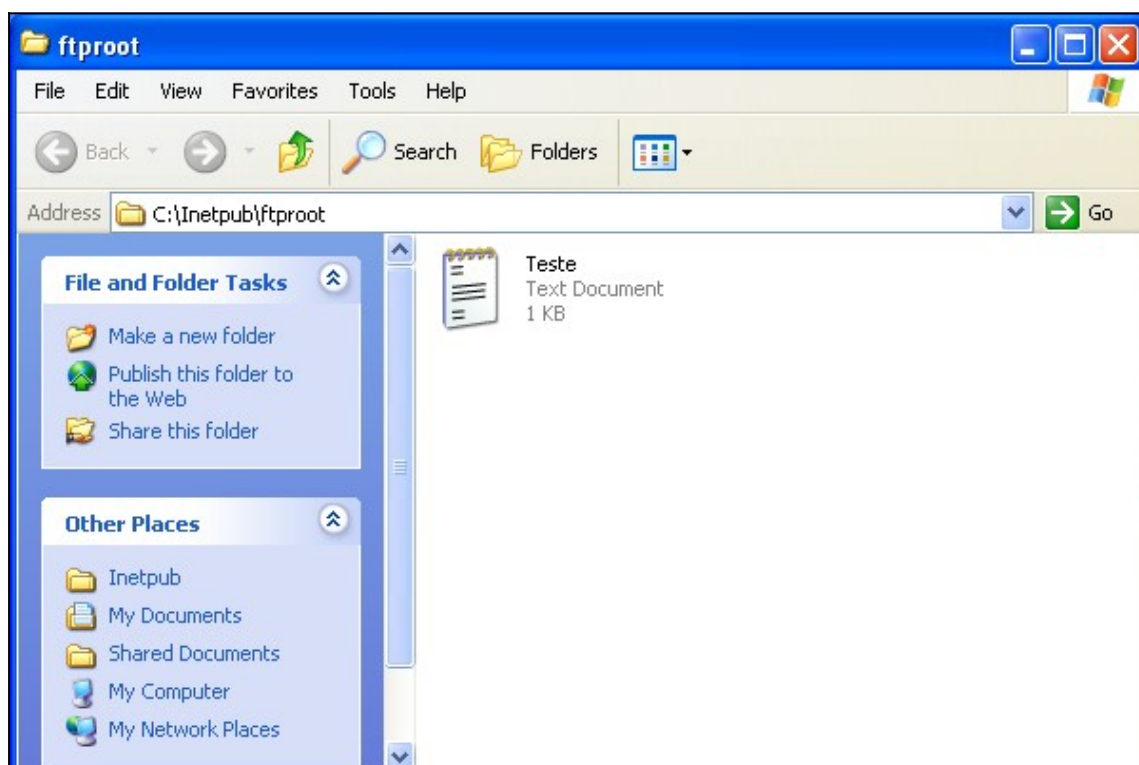 ftproot
File Edit View Favorites Tools Help
Back Search Folders
Address C:\Inetpub\ftproot Go
File and Folder Tasks
Make a new folder
Publish this folder to
the Web
Share this folder
Other Places
Inetpub
My Documents
Shared Documents
My Computer
My Network Places
Teste
Text Document
1 KB